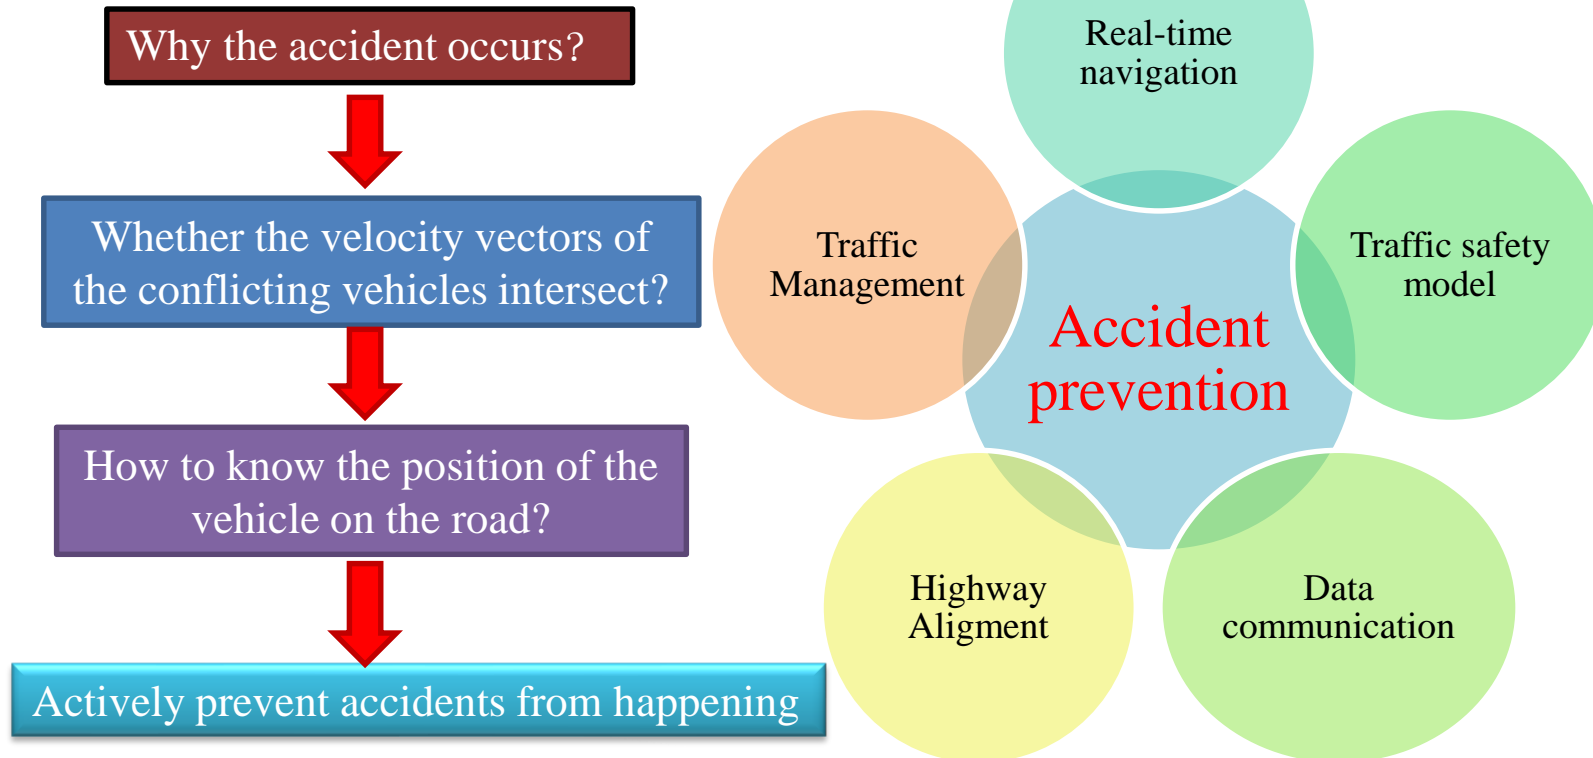 Why the accident occurs?
Whether the velocity vectors of
the conflicting vehicles intersect?
How to know the position of the
vehicle on the road?
Actively prevent accidents from happening
Real-time
navigation
Traffic
Management
Traffic safety
model
Accident
prevention
Highway
Aligment
Data
communication